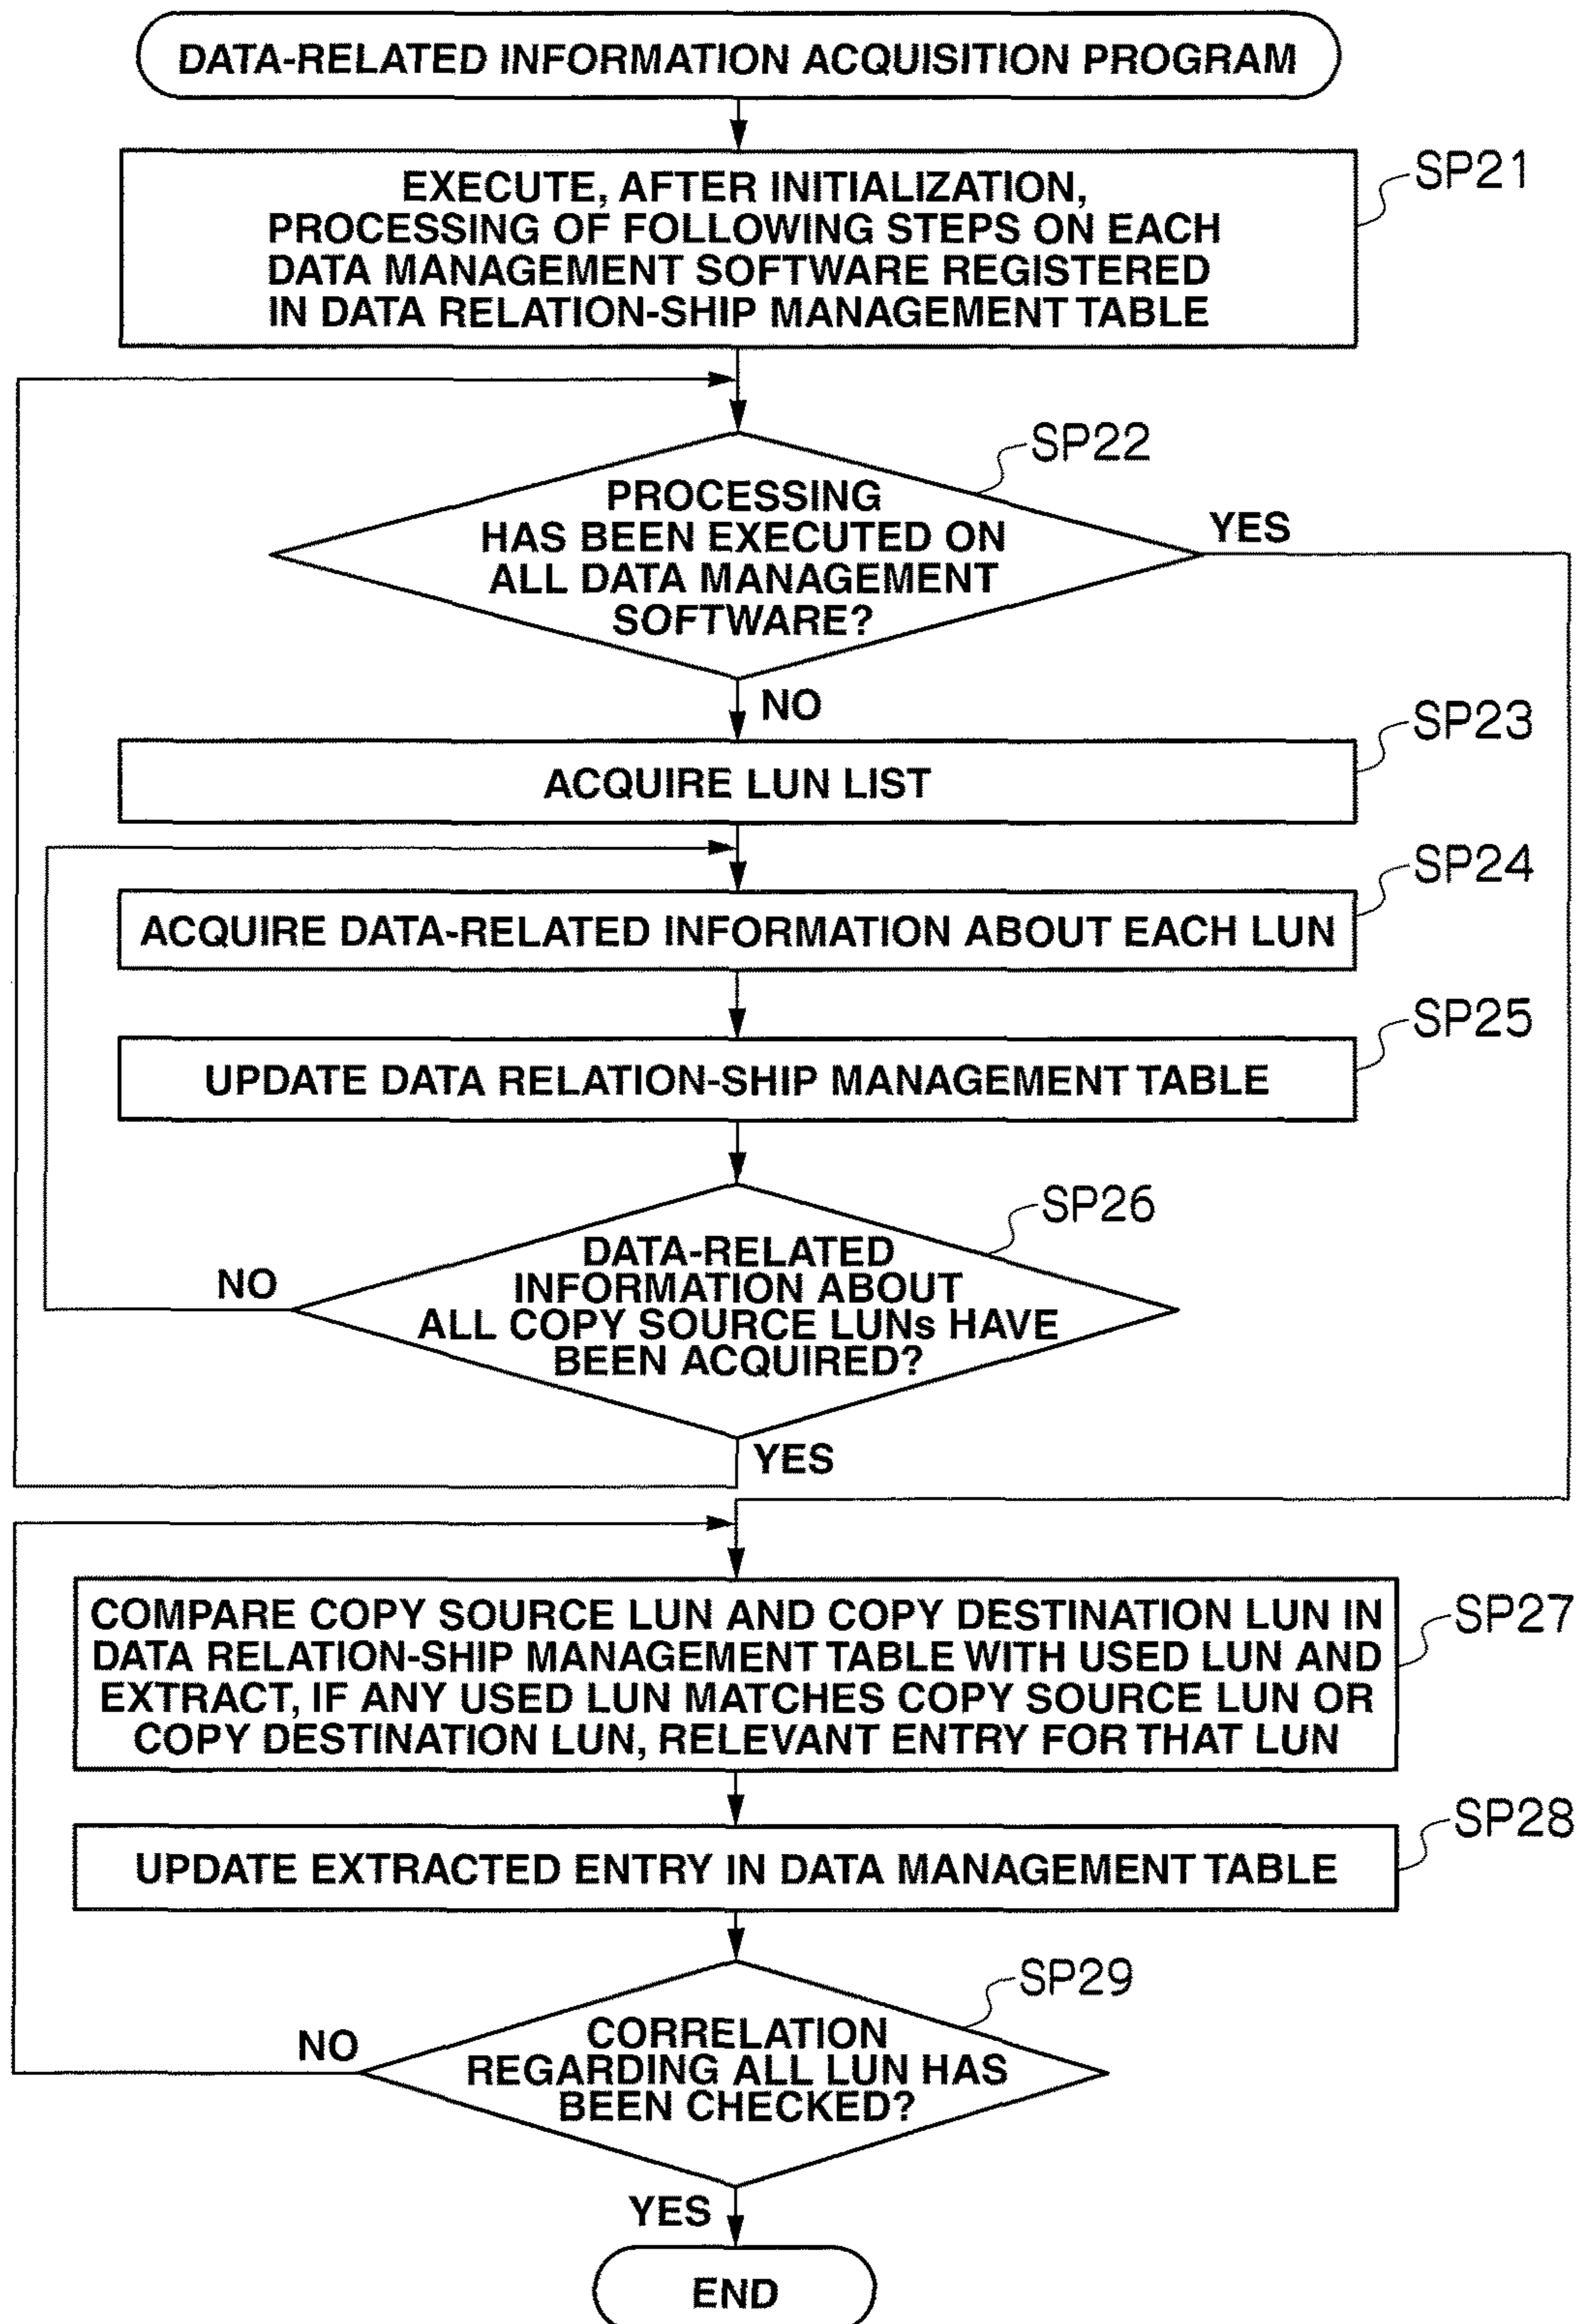 DATA-RELATED INFORMATION ACQUISITION PROGRAM
EXECUTE, AFTER INITIALIZATION,
PROCESSING OF FOLLOWING STEPS ON EACH
DATA MANAGEMENT SOFTWARE REGISTERED
IN DATA RELATION-SHIP MANAGEMENT TABLE
SP21
SP22
PROCESSING
HAS BEEN EXECUTED ON
ALL DATA MANAGEMENT
SOFTWARE?
YES
NO
SP23
ACQUIRE LUN LIST
SP24
ACQUIRE DATA-RELATED INFORMATION ABOUT EACH LUN
SP25
UPDATE DATA RELATION-SHIP MANAGEMENT TABLE
SP26
DATA-RELATED
INFORMATION ABOUT
ALL COPY SOURCE LUNs HAVE
BEEN ACQUIRED?
NO
YES
COMPARE COPY SOURCE LUN AND COPY DESTINATION LUN IN
DATA RELATION-SHIP MANAGEMENT TABLE WITH USED LUN AND
EXTRACT, IF ANY USED LUN MATCHES COPY SOURCE LUN OR
COPY DESTINATION LUN, RELEVANT ENTRY FOR THAT LUN
SP27
SP28
UPDATE EXTRACTED ENTRY IN DATA MANAGEMENT TABLE
SP29
CORRELATION
REGARDING ALL LUN HAS
BEEN CHECKED?
NO
YES
END